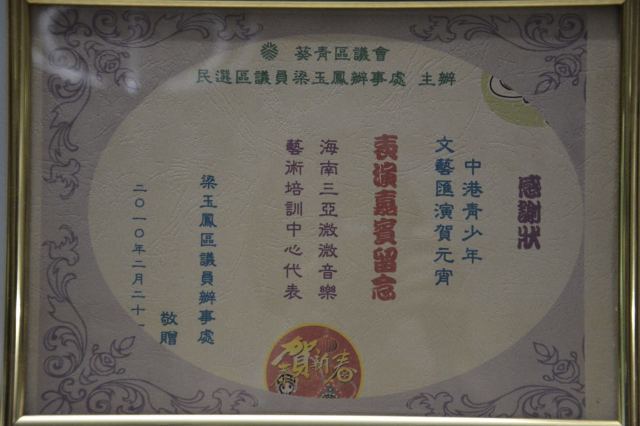 葵青區議會
民選區議員梁玉鳳辦事處 主辦
感謝狀
中港青少年
文藝匯演賀元宵
表演嘉賓留念
海南三亞微微音樂
藝術培訓中心代表
梁玉鳳區議員辦事處
敬贈
二〇一〇年二月二十
賀新春